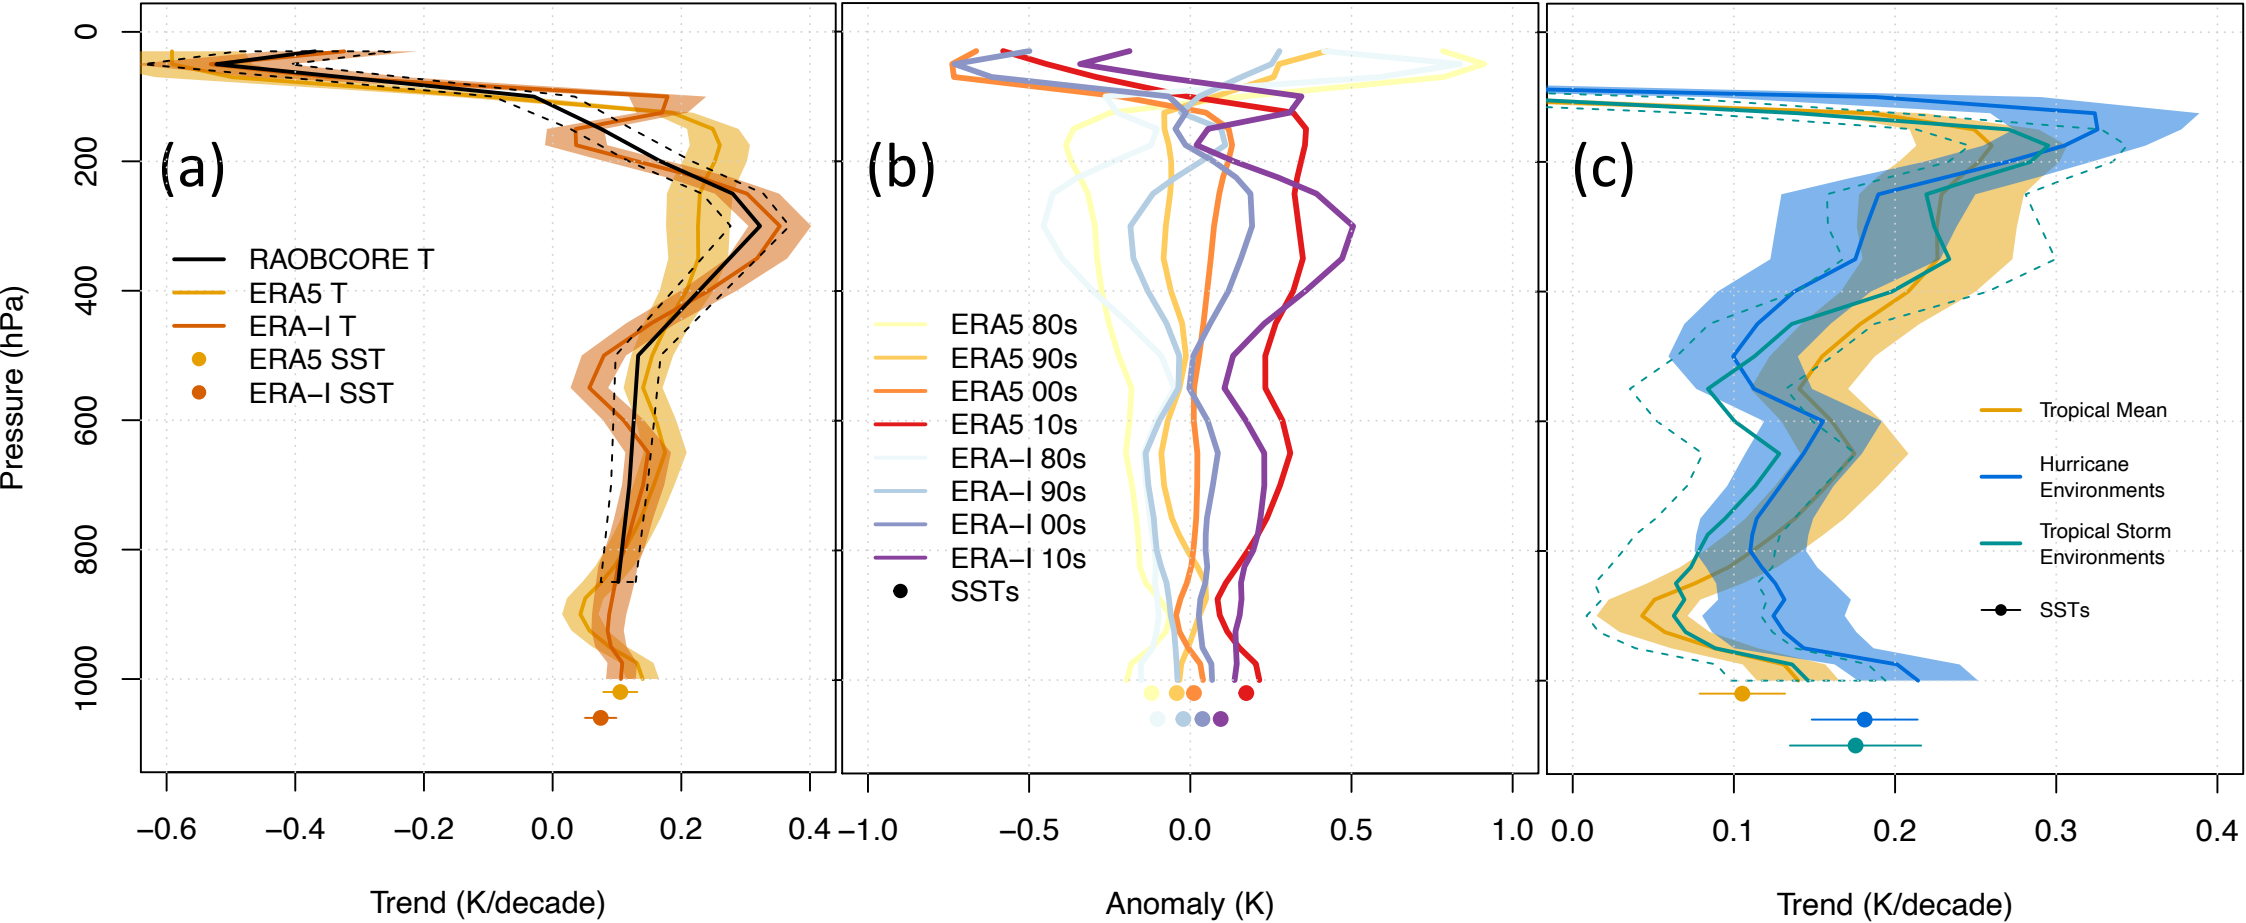 Pressure (hPa)
0
200
400
600
800
1000
(a)
RAOBCORE T
ERA5 T
ERA−I T
ERA5 SST
ERA−I SST
−0.6 −0.4 −0.2 0.0 0.2 0.4
Trend (K/decade)
(b)
ERA5 80s
ERA5 90s
ERA5 00s
ERA5 10s
ERA−I 80s
ERA−I 90s
ERA−I 00s
ERA−I 10s
SSTs
−1.0 −0.5 0.0 0.5 1.0
Anomaly (K)
(c)
Tropical Mean
Hurricane
Environments
Tropical Storm
Environments
SSTs
0.0 0.1 0.2 0.3 0.4
Trend (K/decade)